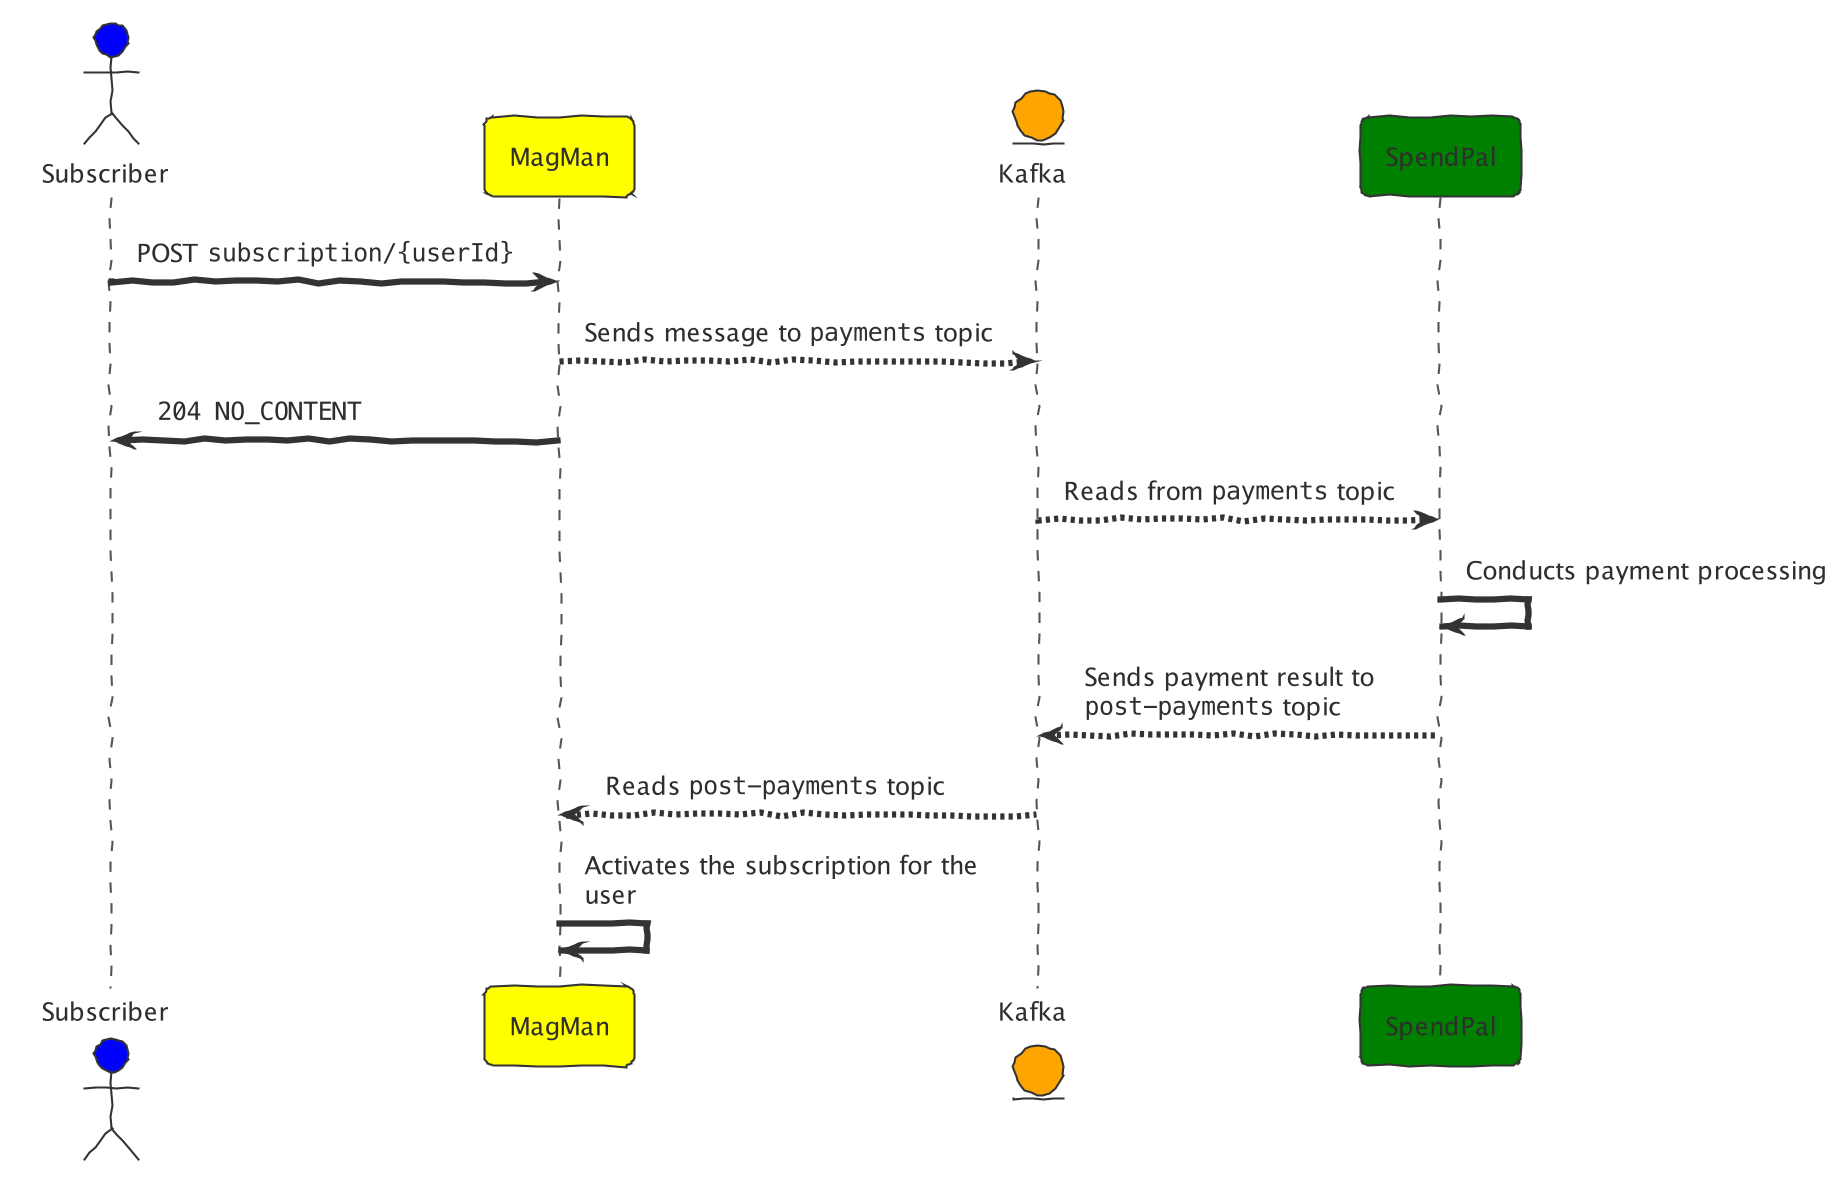 Subscriber
MagMan
Kafka
SpendPal
POST subscription/{userId}
Sends message to payments topic
204 NO_CONTENT
Reads from payments topic
Conducts payment processing
Sends payment result to
post-payments topic
Reads post-payments topic
Activates the subscription for the
user
Subscriber
MagMan
Kafka
SpendPal